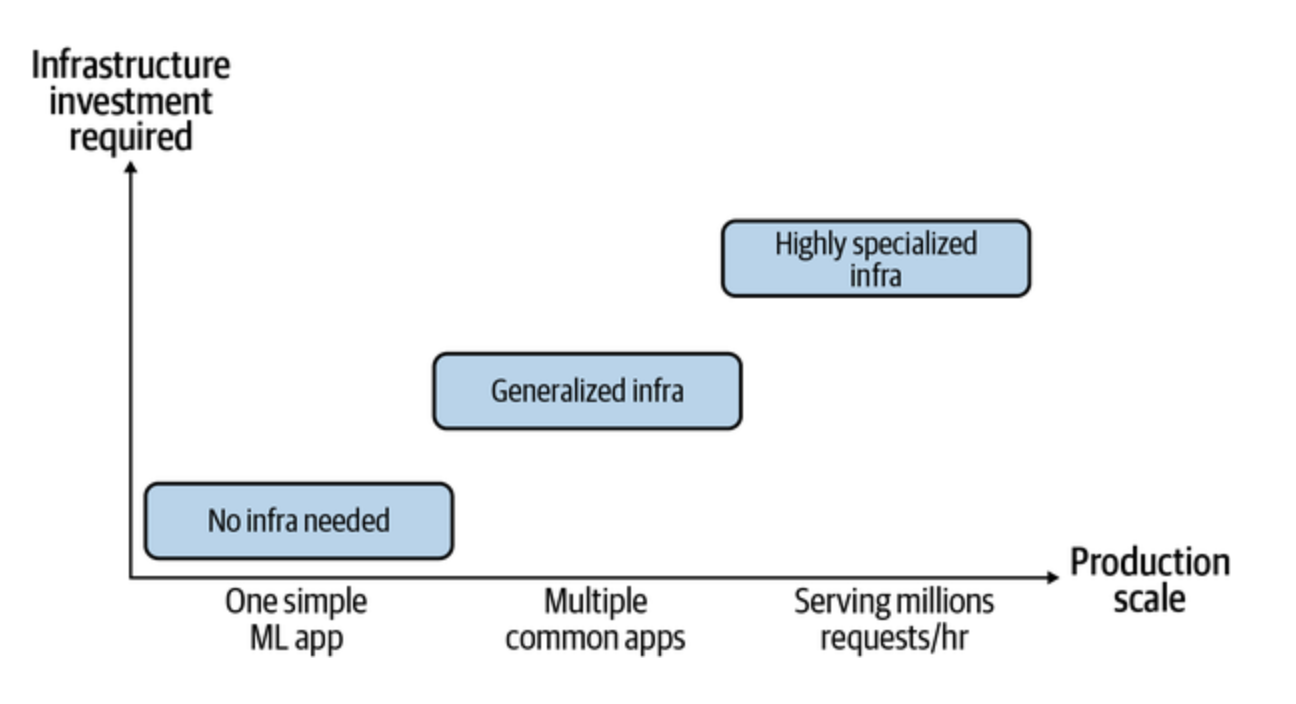 Infrastructure
investment
required
Highly specialized
infra
Generalized infra
No infra needed
Production
scale
One simple
ML app
Multiple
common apps
Serving millions
requests/hr